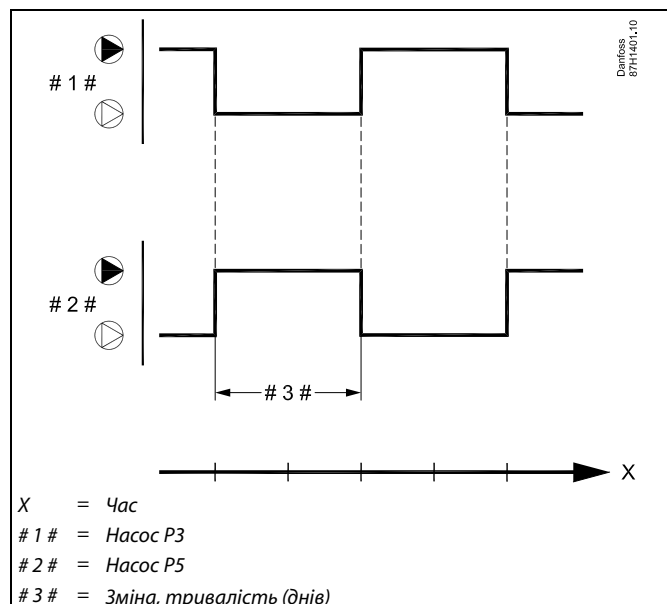 Danfoss
87H1401.10
# 1 #
# 2 #
# 3 #
X
X = Час
# 1 # = Насос P3
# 2 # = Насос P5
# 3 # = Зміна, тривалість (днів)